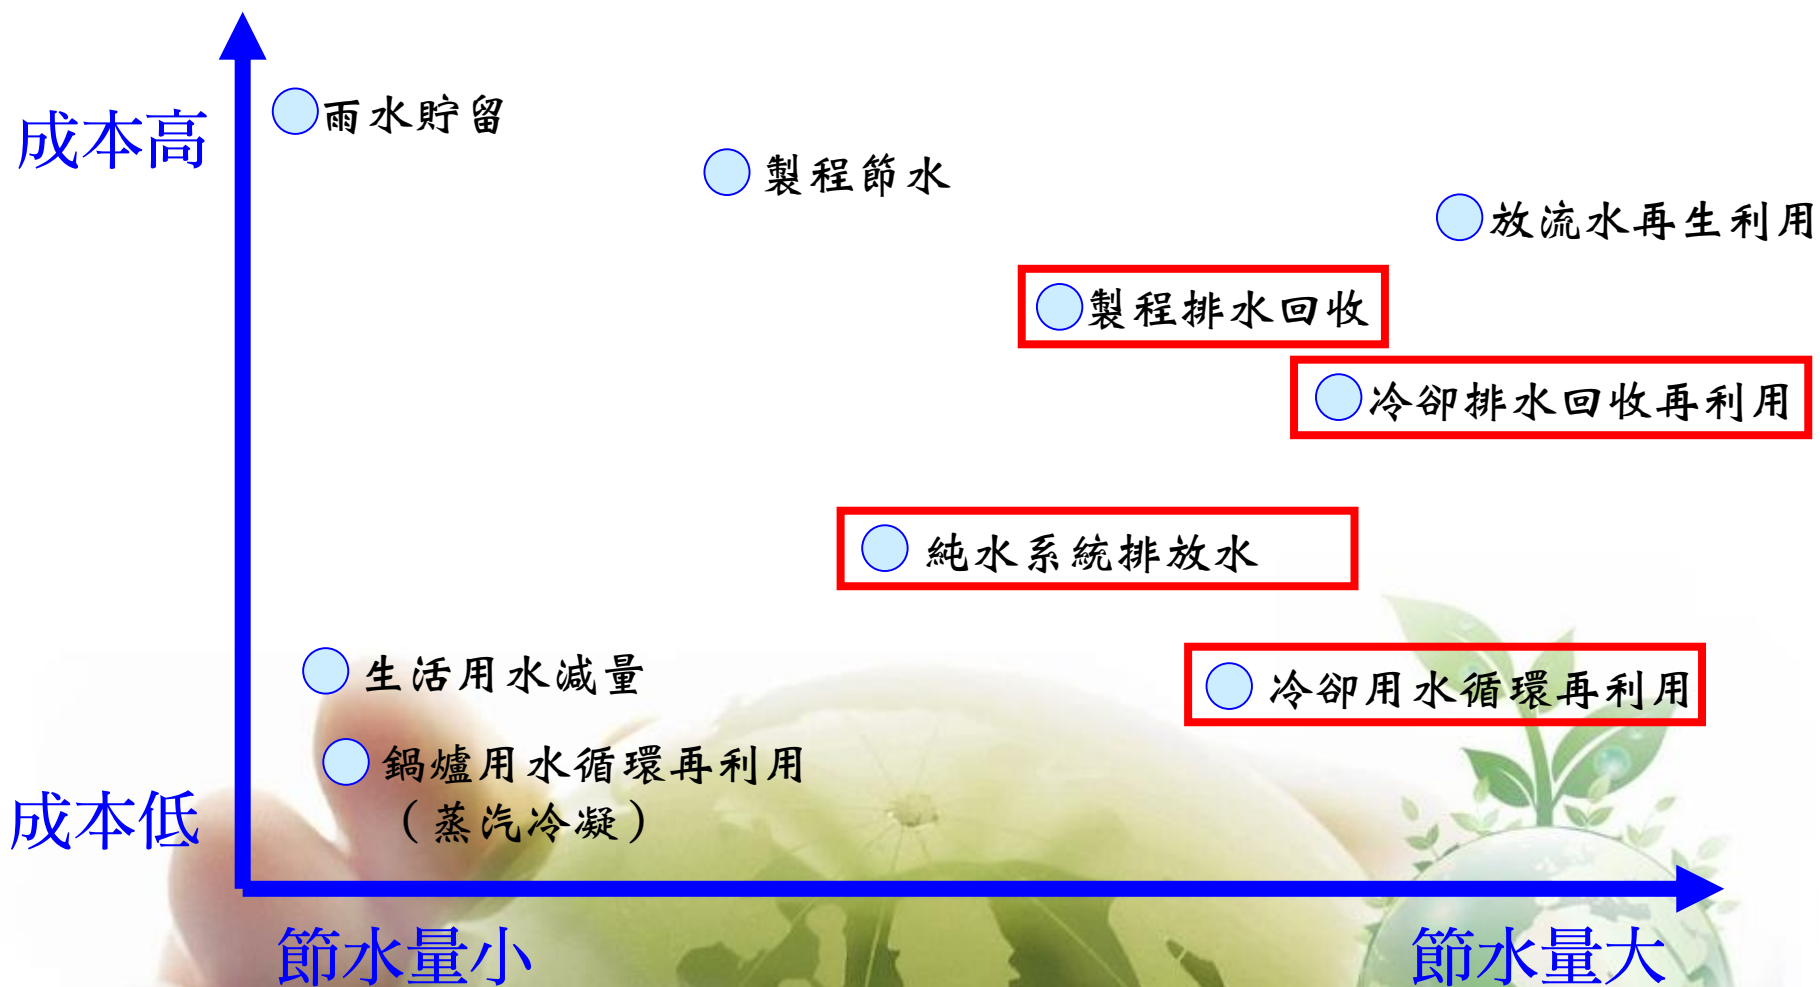 成本高
雨水貯留
製程節水
放流水再生利用
製程排水回收
冷卻排水回收再利用
純水系統排放水
生活用水減量
冷卻用水循環再利用
鍋爐用水循環再利用
（蒸汽冷凝）
成本低
節水量小
節水量大